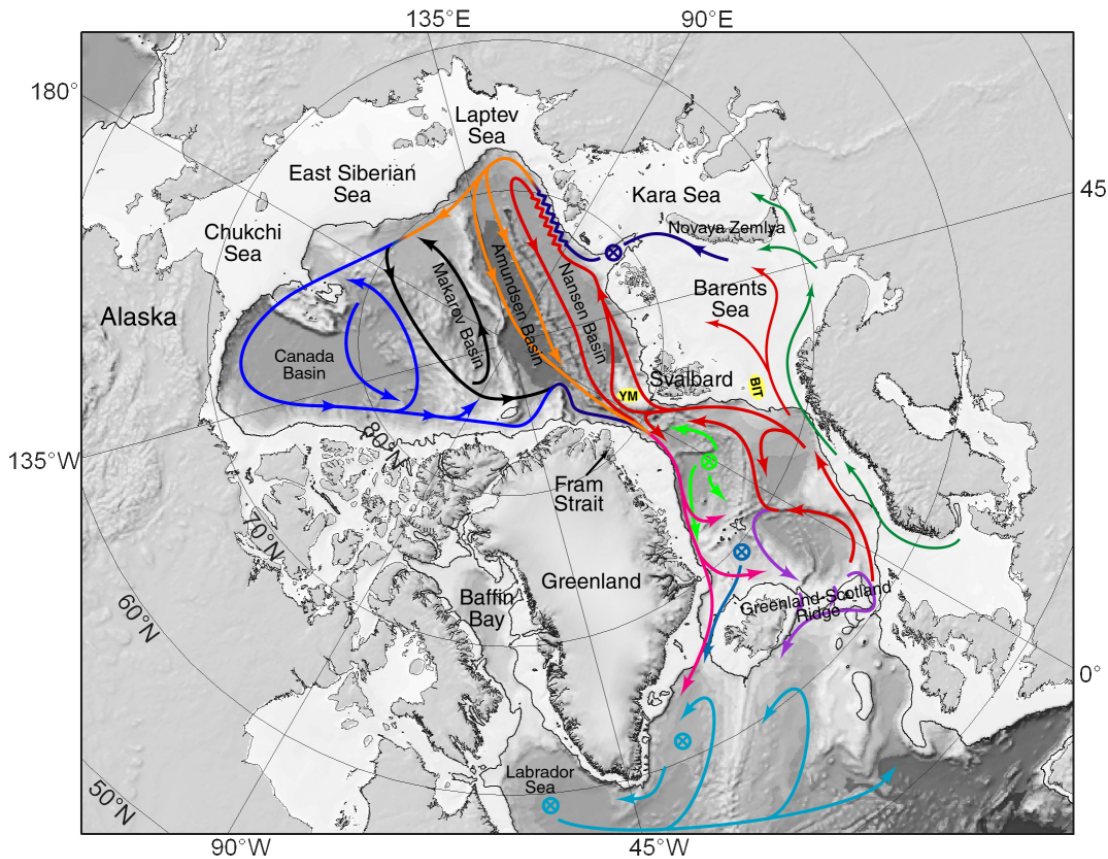 135°E
90°E
180°
Laptev
Sea
East Siberian
Sea
Kara Sea
45
Chukchi
Sea
Novaya Zemlya
Alaska
Makarov Basin
Amundsen Basin
Nansen Basin
Barents
Sea
Canada
Basin
Svalbard
YM
BIT
80°N
135°W
Fram
Strait
70°N
Greenland
Baffin
Bay
Greenland-Scotland
Ridge
60°N
0°
Labrador
Sea
50°N
90°W
45°W